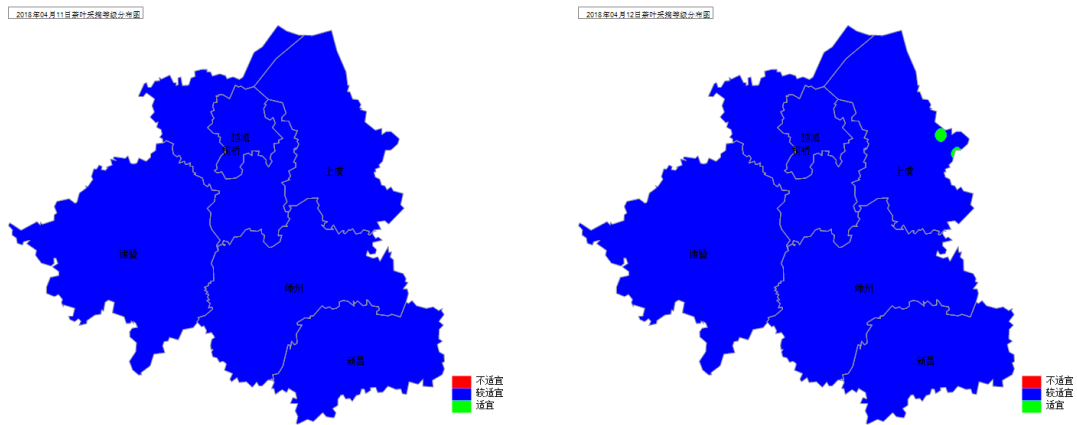 2018年04月11日茶叶采摘等级分布图
越城
柯桥
上虞
诸暨
嵊州
新昌
不适宜
较适宜
适宜
2018年04月12日茶叶采摘等级分布图
越城
柯桥
上虞
诸暨
嵊州
新昌
不适宜
较适宜
适宜